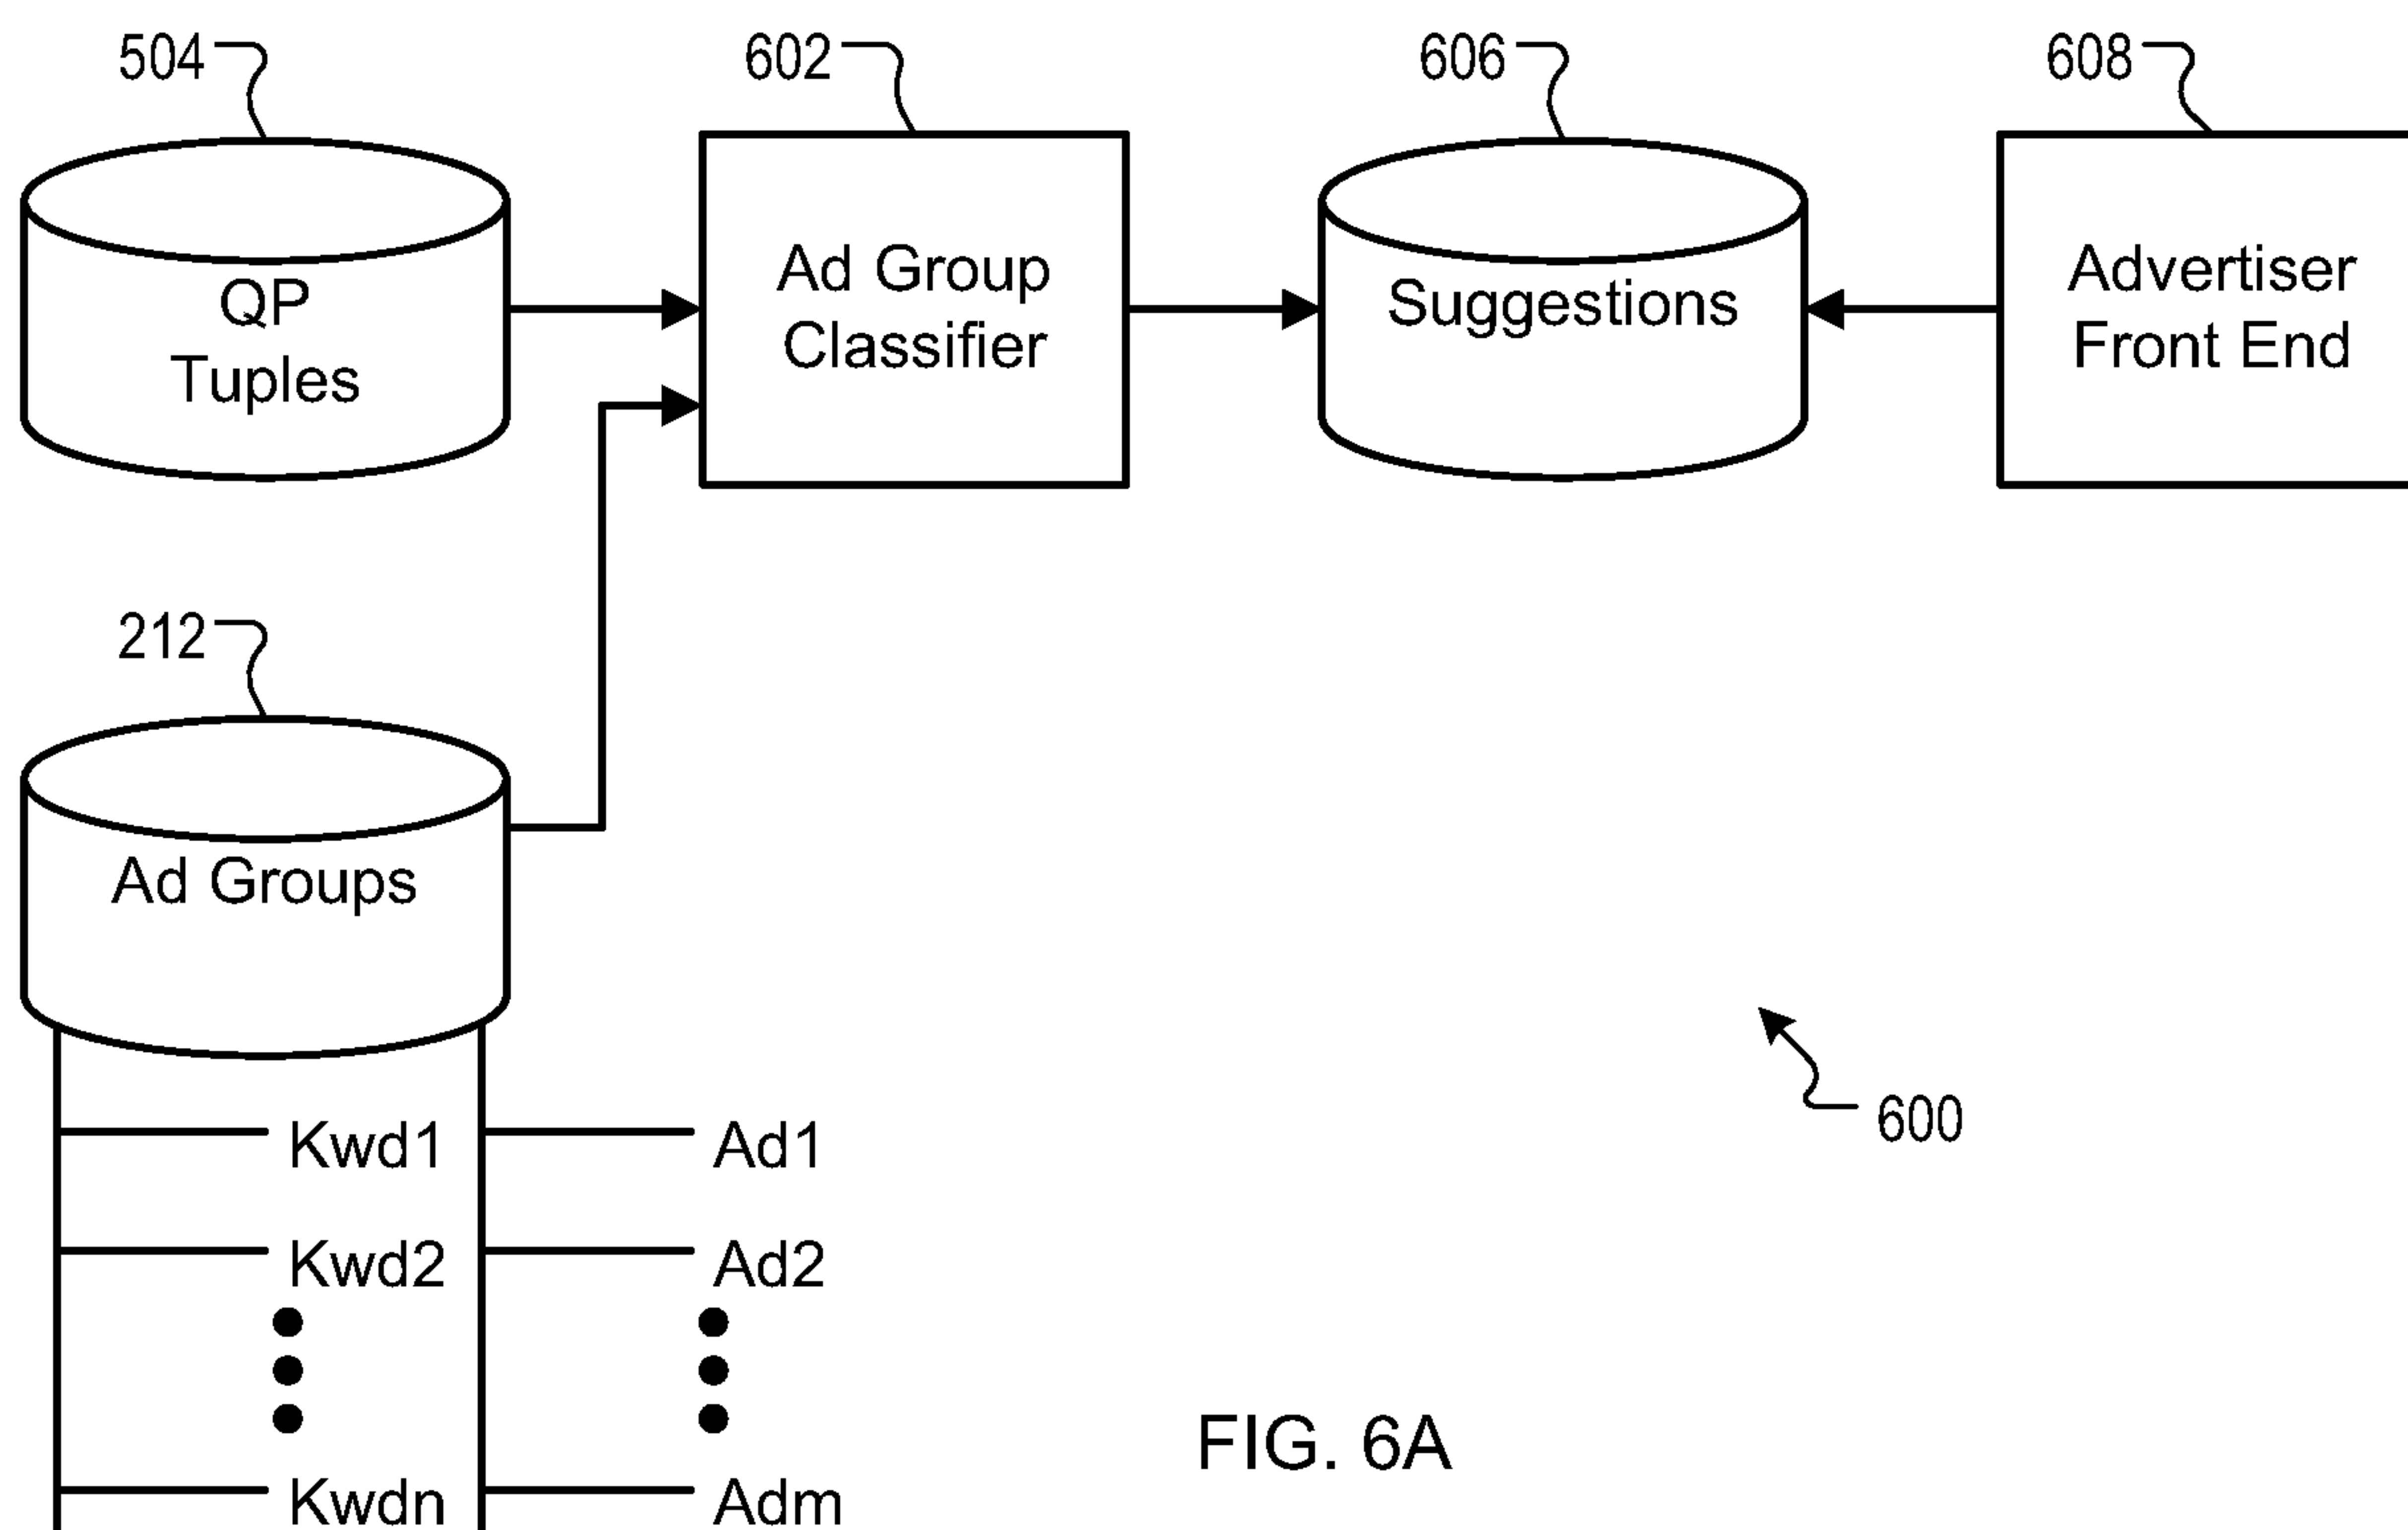 504
602
606
608
QP
Tuples
Ad Group
Classifier
Suggestions
Advertiser
Front End
212
Ad Groups
600
Kwd1
Ad1
Kwd2
Ad2
Kwdn
Adm
FIG. 6A